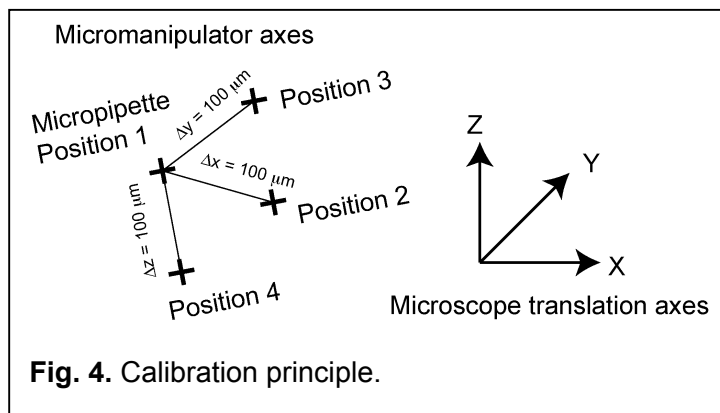 Micromanipulator axes
Micropipette
Position 1
Δy = 100 μm
Position 3
Δx = 100 μm
Position 2
Δz = 100 μm
Position 4
Z
Y
X
Microscope translation axes
Fig. 4. Calibration principle.